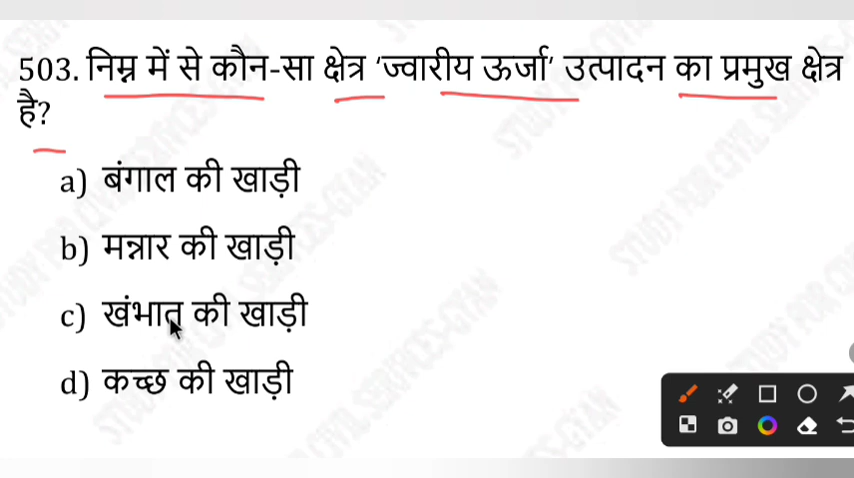 503. निम्न में से कौन-सा क्षेत्र ‘ज्वारीय ऊर्जा’ उत्पादन का प्रमुख क्षेत्र
है?
a) बंगाल की खाड़ी
b) मन्नार की खाड़ी
c) खंभात की खाड़ी
d) कच्छ की खाड़ी